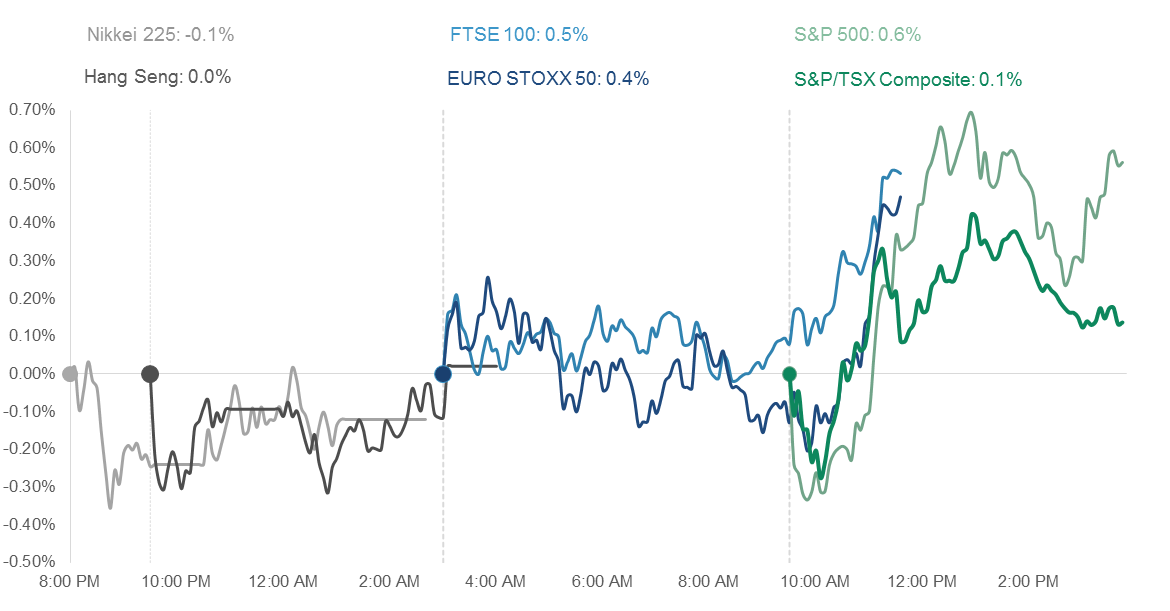 Nikkei 225: -0.1%
FTSE 100: 0.5%
S&P 500: 0.6%
Hang Seng: 0.0%
EURO STOXX 50: 0.4%
S&P/TSX Composite: 0.1%
0.70%
0.60%
0.50%
0.40%
0.30%
0.20%
0.10%
0.00%
-0.10%
-0.20%
-0.30%
-0.40%
-0.50%
8:00 PM 10:00 PM 12:00 AM 2:00 AM 4:00 AM 6:00 AM 8:00 AM 10:00 AM 12:00 PM 2:00 PM